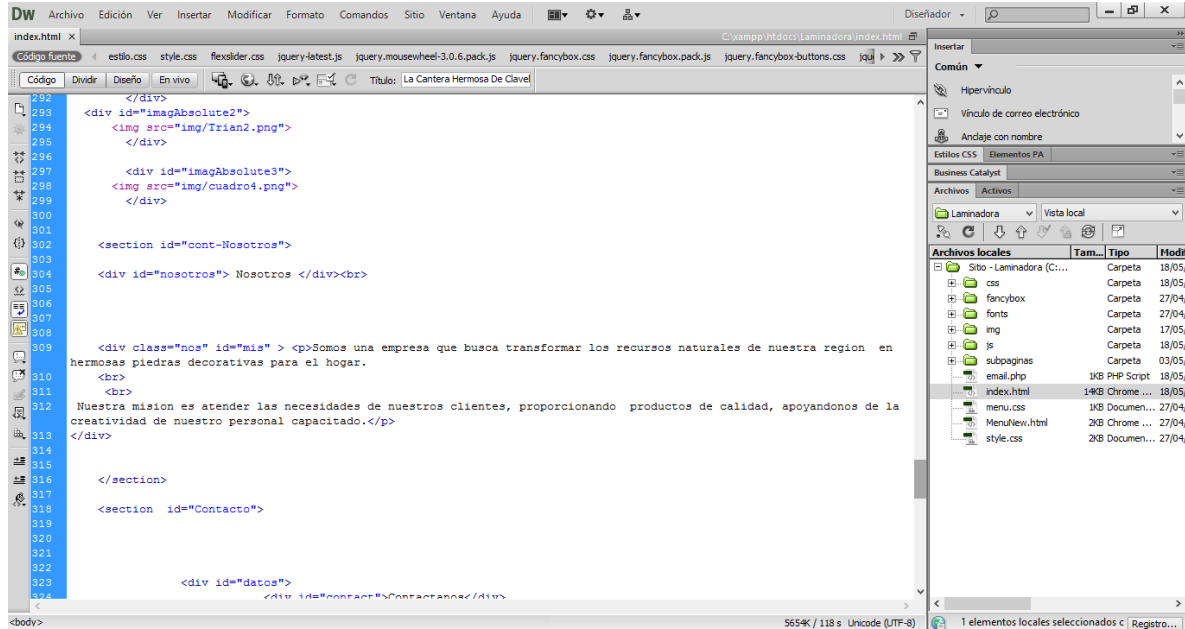 DW Archivo Edición Ver Insertar Modificar Formato Comandos Sitio Ventana Ayuda Diseñador
index.html ×
C:\xampp\htdocs\Laminadora\index.html
Código fuente estilo.css style.css flexslider.css jquery-latest.js jquery.mousewheel-3.0.6.pack.js jquery.fancybox.css jquery.fancybox.pack.js jquery.fancybox-buttons.css
Código Dividir Diseño En vivo Título: La Cantera Hermosa De Clavel
292 </div>
293 <div id="imagAbsolute2">
294 <img src="img/Trian2.png">
295 </div>
296
297 <div id="imagAbsolute3">
298 <img src="img/cuadro4.png">
299 </div>
300
301
302 <section id="cont-Nosotros">
303
304 <div id="nosotros"> Nosotros </div><br>
305
306
307
308
309 <div class="nos" id="mis" > <p>Somos una empresa que busca transformar los recursos naturales de nuestra region en
hermosas piedras decorativas para el hogar.
310 <br>
311 <br>
312 Nuestra mision es atender las necesidades de nuestros clientes, proporcionando productos de calidad, apoyandonos de la
creatividad de nuestro personal capacitado.</p>
313 </div>
314
315
316 </section>
317
318 <section id="Contacto">
319
320
321
322
323 <div id="datos">
324 <div id="contact">Contactanos</div>
<body>
5654K / 118 s Unicode (UTF-8)
Insertar
Común
Hipervínculo
Vínculo de correo electrónico
Anclaje con nombre
Estilos CSS Elementos PA
Business Catalyst
Archivos Activos
Laminadora Vista local
Archivos locales Tam... Tipo Modi
Sitio - Laminadora (C:... Carpeta 18/05/
css Carpeta 18/05/
fancybox Carpeta 27/04/
fonts Carpeta 27/04/
img Carpeta 17/05/
js Carpeta 18/05/
subpaginas Carpeta 03/05/
email.php 1KB PHP Script 18/05/
index.html 14KB Chrome ... 18/05/
menu.css 1KB Documen... 27/04/
MenuNew.html 2KB Chrome ... 27/04/
style.css 2KB Documen... 27/04/
1 elementos locales seleccionados c Registro...